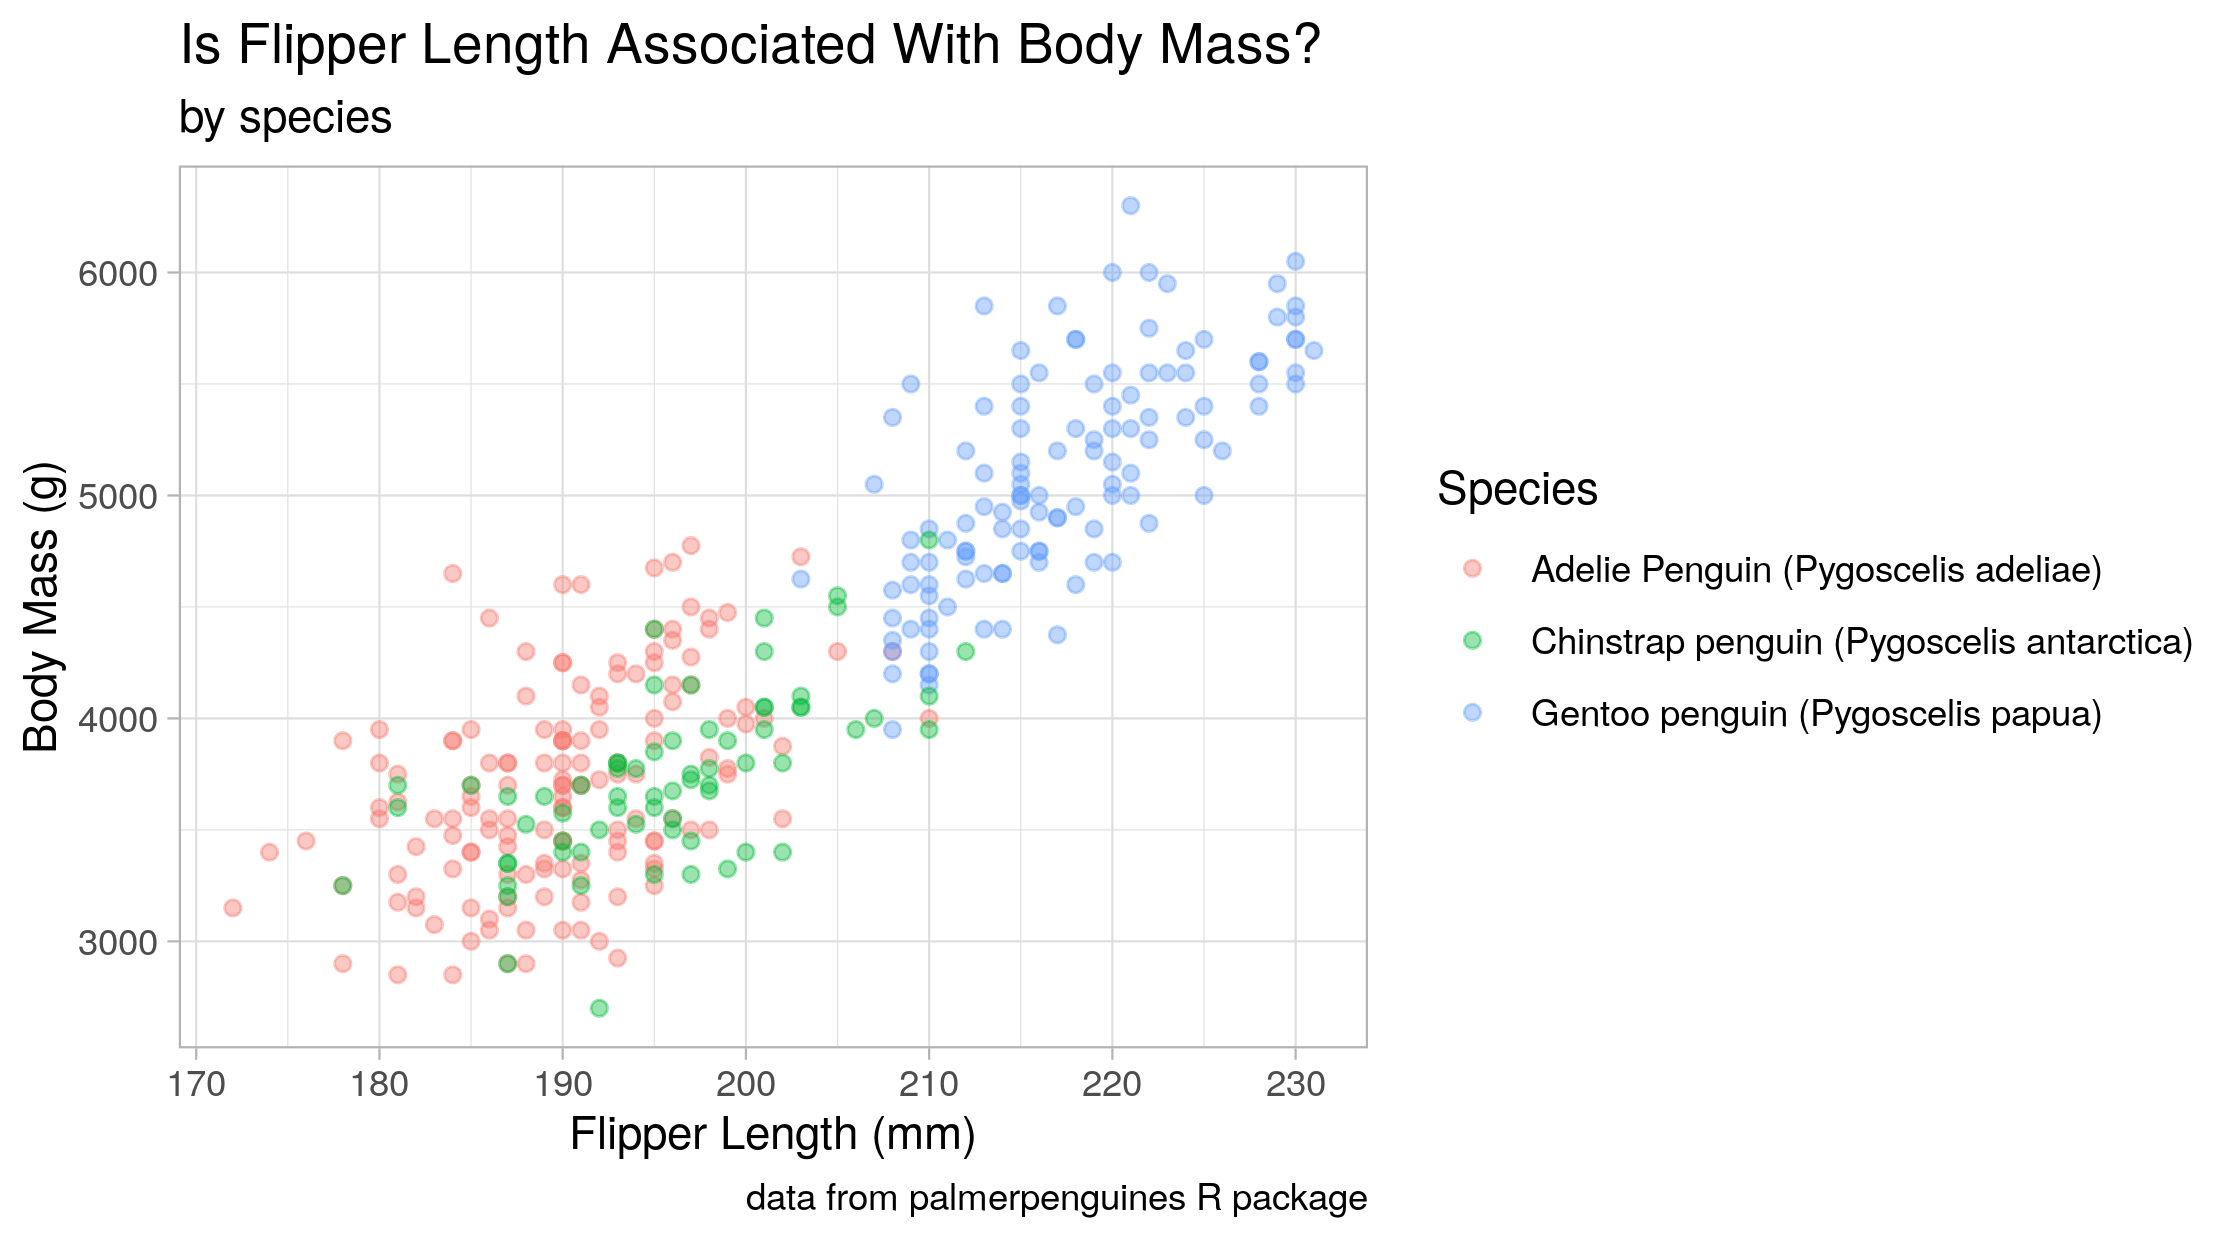 Is Flipper Length Associated With Body Mass?
by species
6000
5000
4000
3000
Body Mass (g)
170 180 190 200 210 220 230
Flipper Length (mm)
data from palmerpenguines R package
Species
Adelie Penguin (Pygoscelis adeliae)
Chinstrap penguin (Pygoscelis antarctica)
Gentoo penguin (Pygoscelis papua)